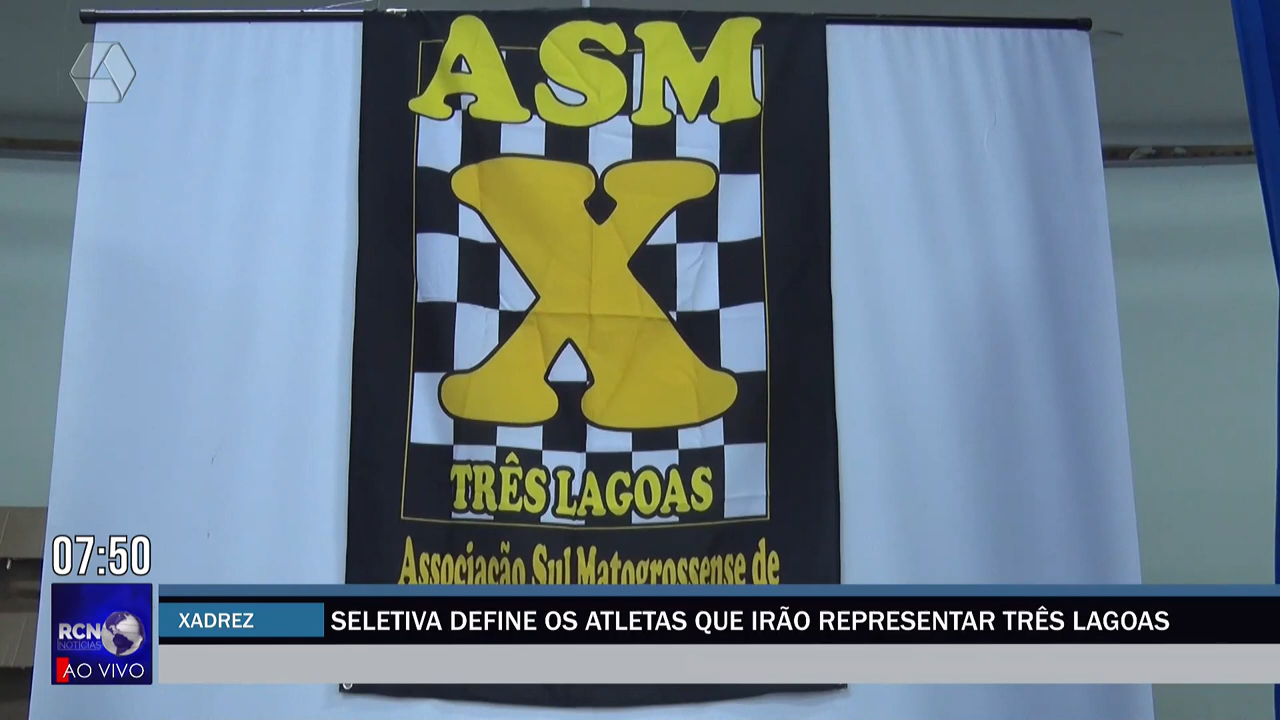 ASM
X
TRÊS LAGOAS
Associação Sul Matogrossense de
07:50
RCN
NOTÍCIAS
AO VIVO
XADREZ
SELETIVA DEFINE OS ATLETAS QUE IRÃO REPRESENTAR TRÊS LAGOAS